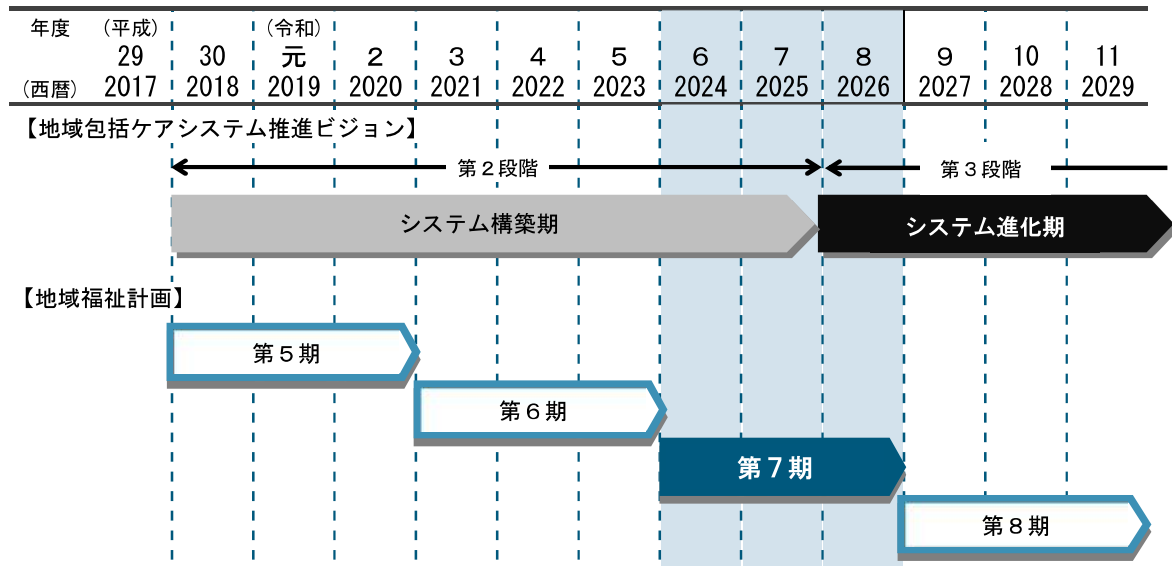 年度 （平成） （令和）
29 30 元 ２ ３ ４ ５ ６ ７ ８ ９ 10 11
（西暦） 2017 2018 2019 2020 2021 2022 2023 2024 2025 2026 2027 2028 2029
【地域包括ケアシステム推進ビジョン】
第２段階 第３段階
システム構築期 システム進化期
【地域福祉計画】
第５期
第６期
第７期
第８期